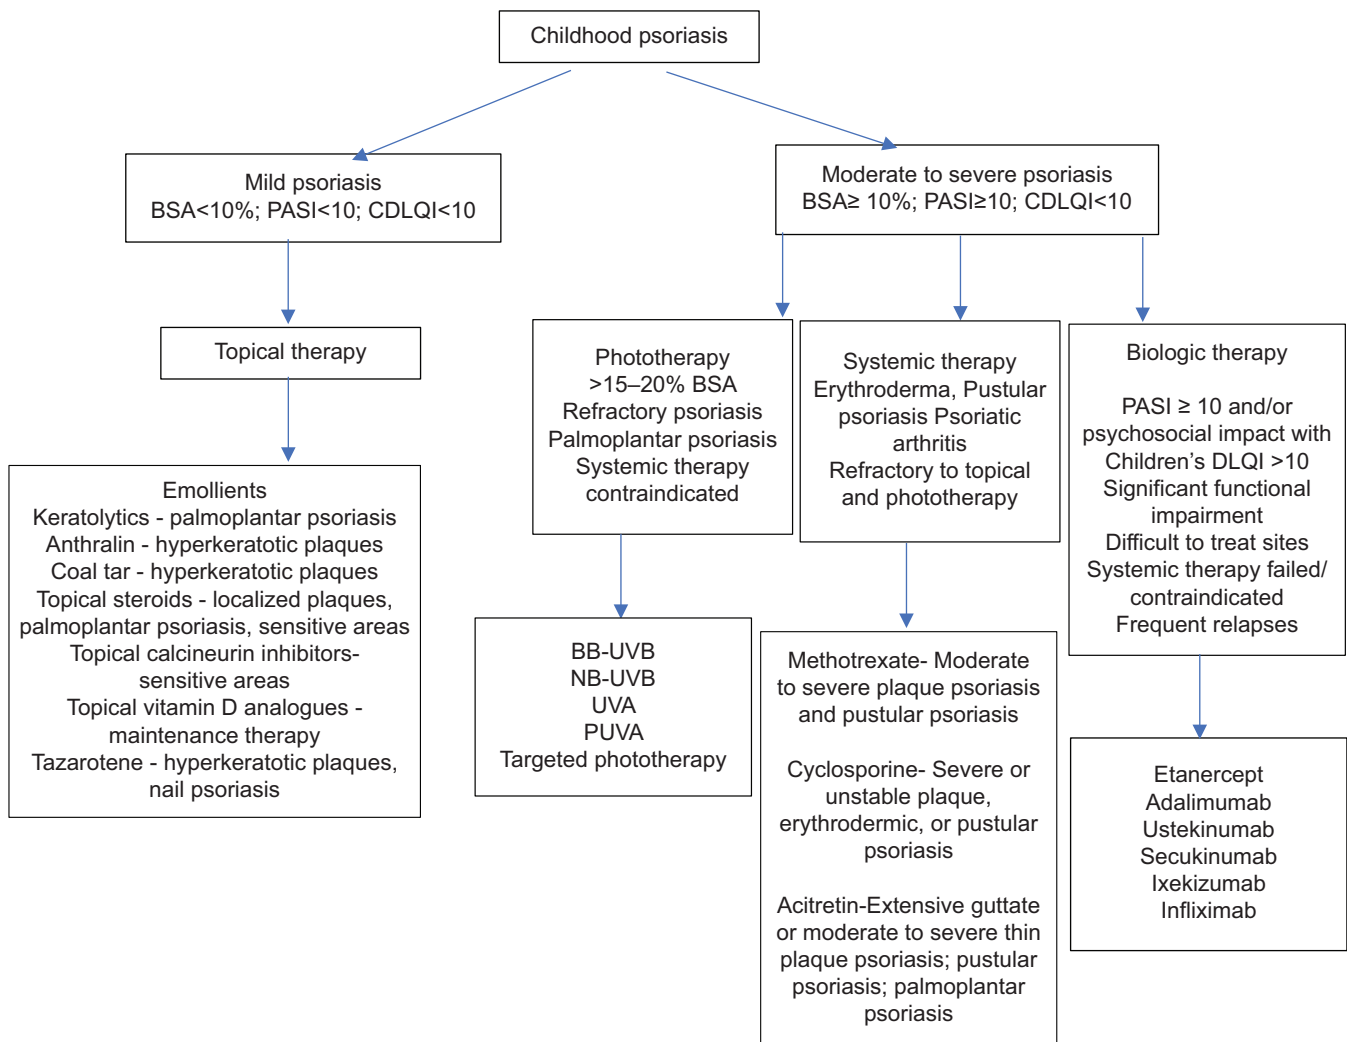 Childhood psoriasis
Mild psoriasis
BSA<10%; PASI<10; CDLQI<10
Moderate to severe psoriasis
BSA≥ 10%; PASI≥10; CDLQI<10
Topical therapy
Phototherapy
>15–20% BSA
Refractory psoriasis
Palmoplantar psoriasis
Systemic therapy
contraindicated
Systemic therapy
Erythroderma, Pustular
psoriasis Psoriatic
arthritis
Refractory to topical
and phototherapy
Biologic therapy
PASI ≥ 10 and/or
psychosocial impact with
Children’s DLQI >10
Significant functional
impairment
Difficult to treat sites
Systemic therapy failed/
contraindicated
Frequent relapses
Emollients
Keratolytics - palmoplantar psoriasis
Anthralin - hyperkeratotic plaques
Coal tar - hyperkeratotic plaques
Topical steroids - localized plaques,
palmoplantar psoriasis, sensitive areas
Topical calcineurin inhibitors-
sensitive areas
Topical vitamin D analogues -
maintenance therapy
Tazarotene - hyperkeratotic plaques,
nail psoriasis
BB-UVB
NB-UVB
UVA
PUVA
Targeted phototherapy
Methotrexate- Moderate
to severe plaque psoriasis
and pustular psoriasis
Cyclosporine- Severe or
unstable plaque,
erythrodermic, or pustular
psoriasis
Acitretin-Extensive guttate
or moderate to severe thin
plaque psoriasis; pustular
psoriasis; palmoplantar
psoriasis
Etanercept
Adalimumab
Ustekinumab
Secukinumab
Ixekizumab
Infliximab